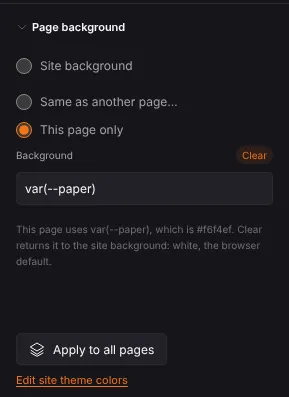 Page background
Site background
Same as another page...
This page only
Background Clear
var(--paper)
This page uses var(--paper), which is #f6f4ef. Clear
returns it to the site background: white, the browser
default.
Apply to all pages
Edit site theme colors